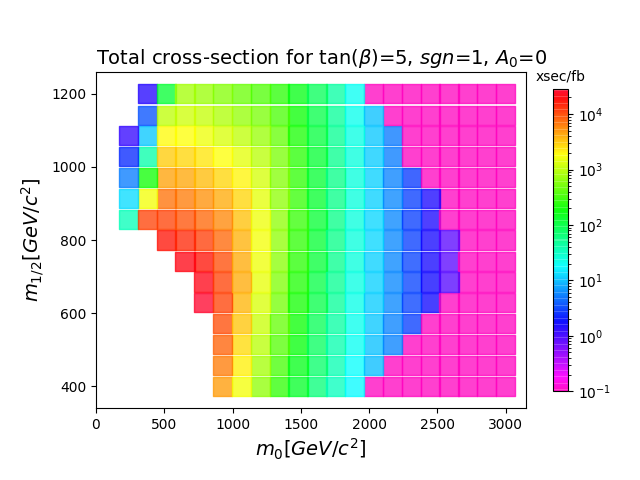 Total cross-section for tan(β)=5, sgn=1, A₀=0
xsec/fb
1200
1000
800
600
400
m₁/₂[GeV/c²]
0 500 1000 1500 2000 2500 3000
m₀[GeV/c²]
10⁴
10³
10²
10¹
10⁰
10⁻¹